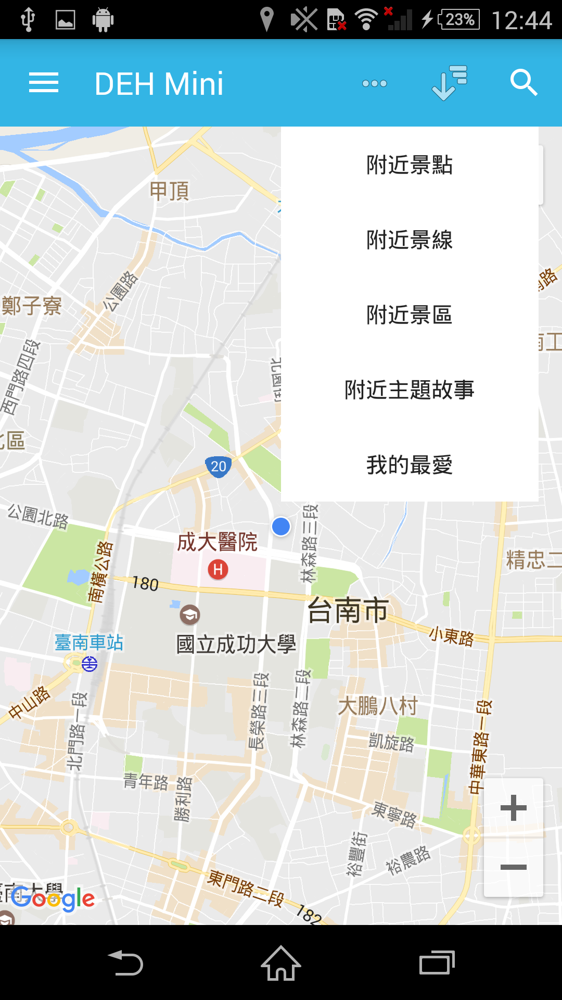 23% 12:44
DEH Mini
附近景點
附近景線
附近景區
附近主題故事
我的最愛
甲頂
公園路
鄭子寮
西門路四段
北區
20
公園北路
成大醫院
H
林森路三段
精忠二
南橫公路
180
台南市
小東路
臺南車站
國立成功大學
中山路
北門路一段
長榮路三段
林森路二段
大鵬八村
凱旋路
中華東路一段
青年路
勝利路
東寧路
裕豐街
裕農路
東門路二段
182
臺南大學
Google